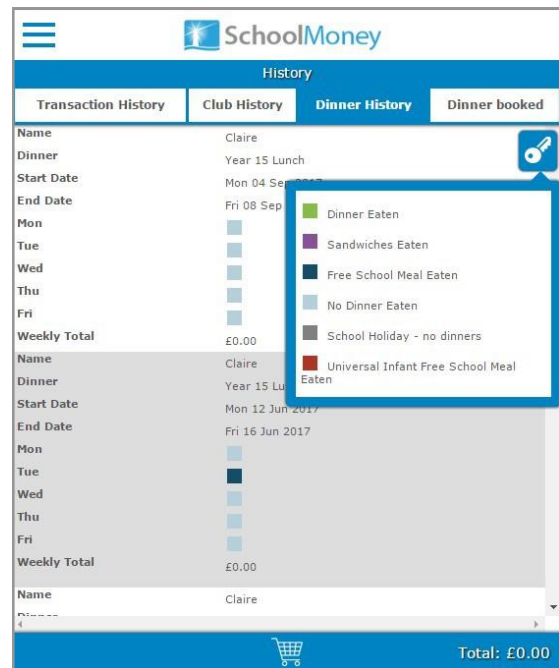 SchoolMoney
History
Transaction History Club History Dinner History Dinner booked
Name Claire
Dinner Year 15 Lunch
Start Date Mon 04 Sep 2017
End Date Fri 08 Sep
Mon
Tue
Wed
Thu
Fri
Weekly Total £0.00
Dinner Eaten
Sandwiches Eaten
Free School Meal Eaten
No Dinner Eaten
School Holiday - no dinners
Universal Infant Free School Meal
Eaten
Name Claire
Dinner Year 15 Lu
Start Date Mon 12 Jun 2017
End Date Fri 16 Jun 2017
Mon
Tue
Wed
Thu
Fri
Weekly Total £0.00
Name Claire
Total: £0.00